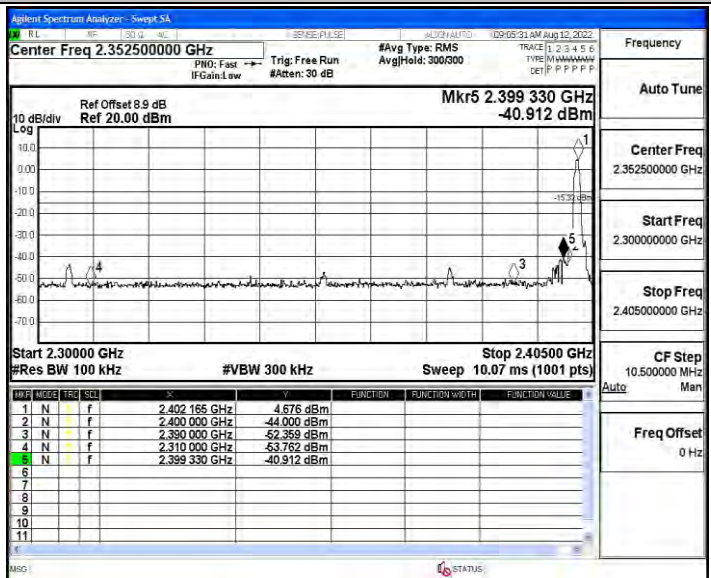 Agilent Spectrum Analyzer - Swept SA
RL RF 50 Ω AC SENSE:PULSE ALIGN AUTO 09:05:31 AM Aug 12, 2022
Center Freq 2.352500000 GHz
PNO: Fast
IFGain:Low
Trig: Free Run
#Atten: 30 dB
#Avg Type: RMS
Avg|Hold: 300/300
TRACE 1 2 3 4 5 6
TYPE M WWWWW
DET P P P P P P
Ref Offset 8.9 dB
10 dB/div Ref 20.00 dBm
Log
Mkr5 2.399 330 GHz
-40.912 dBm
10.0
0.00
-10.0
-20.0
-30.0
-40.0
-50.0
-60.0
-70.0
1
5
2
3
4
Start 2.30000 GHz Stop 2.40500 GHz
#Res BW 100 kHz #VBW 300 kHz Sweep 10.07 ms (1001 pts)
MKR MODE TRC SCL X Y FUNCTION FUNCTION WIDTH FUNCTION VALUE
1 N f 2.402 165 GHz 4.676 dBm
2 N f 2.400 000 GHz -44.000 dBm
3 N f 2.390 000 GHz -52.359 dBm
4 N f 2.310 000 GHz -53.762 dBm
5 N f 2.399 330 GHz -40.912 dBm
6
7
8
9
10
11
MSG STATUS
Frequency
Auto Tune
Center Freq
2.352500000 GHz
Start Freq
2.300000000 GHz
Stop Freq
2.405000000 GHz
CF Step
10.500000 MHz
Auto Man
Freq Offset
0 Hz